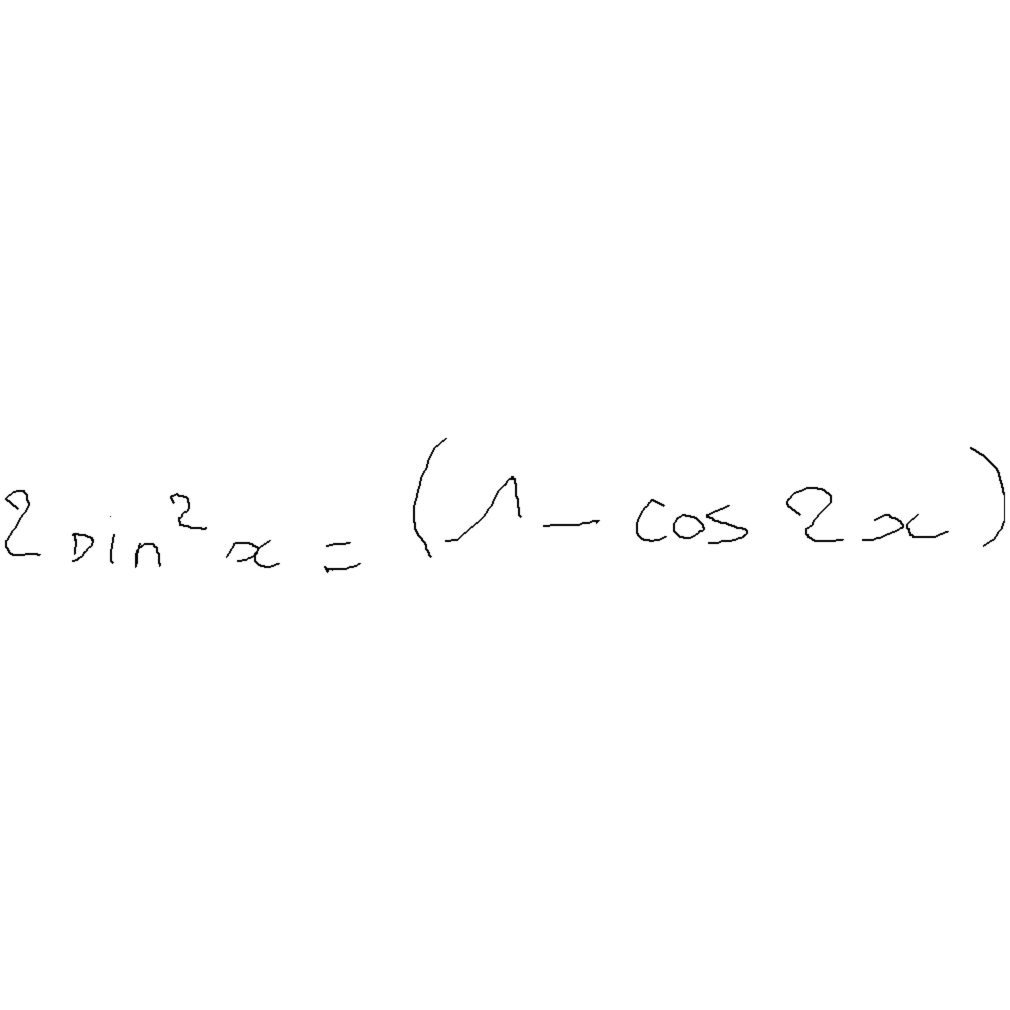 2 sin² x = (1 - cos 2x)